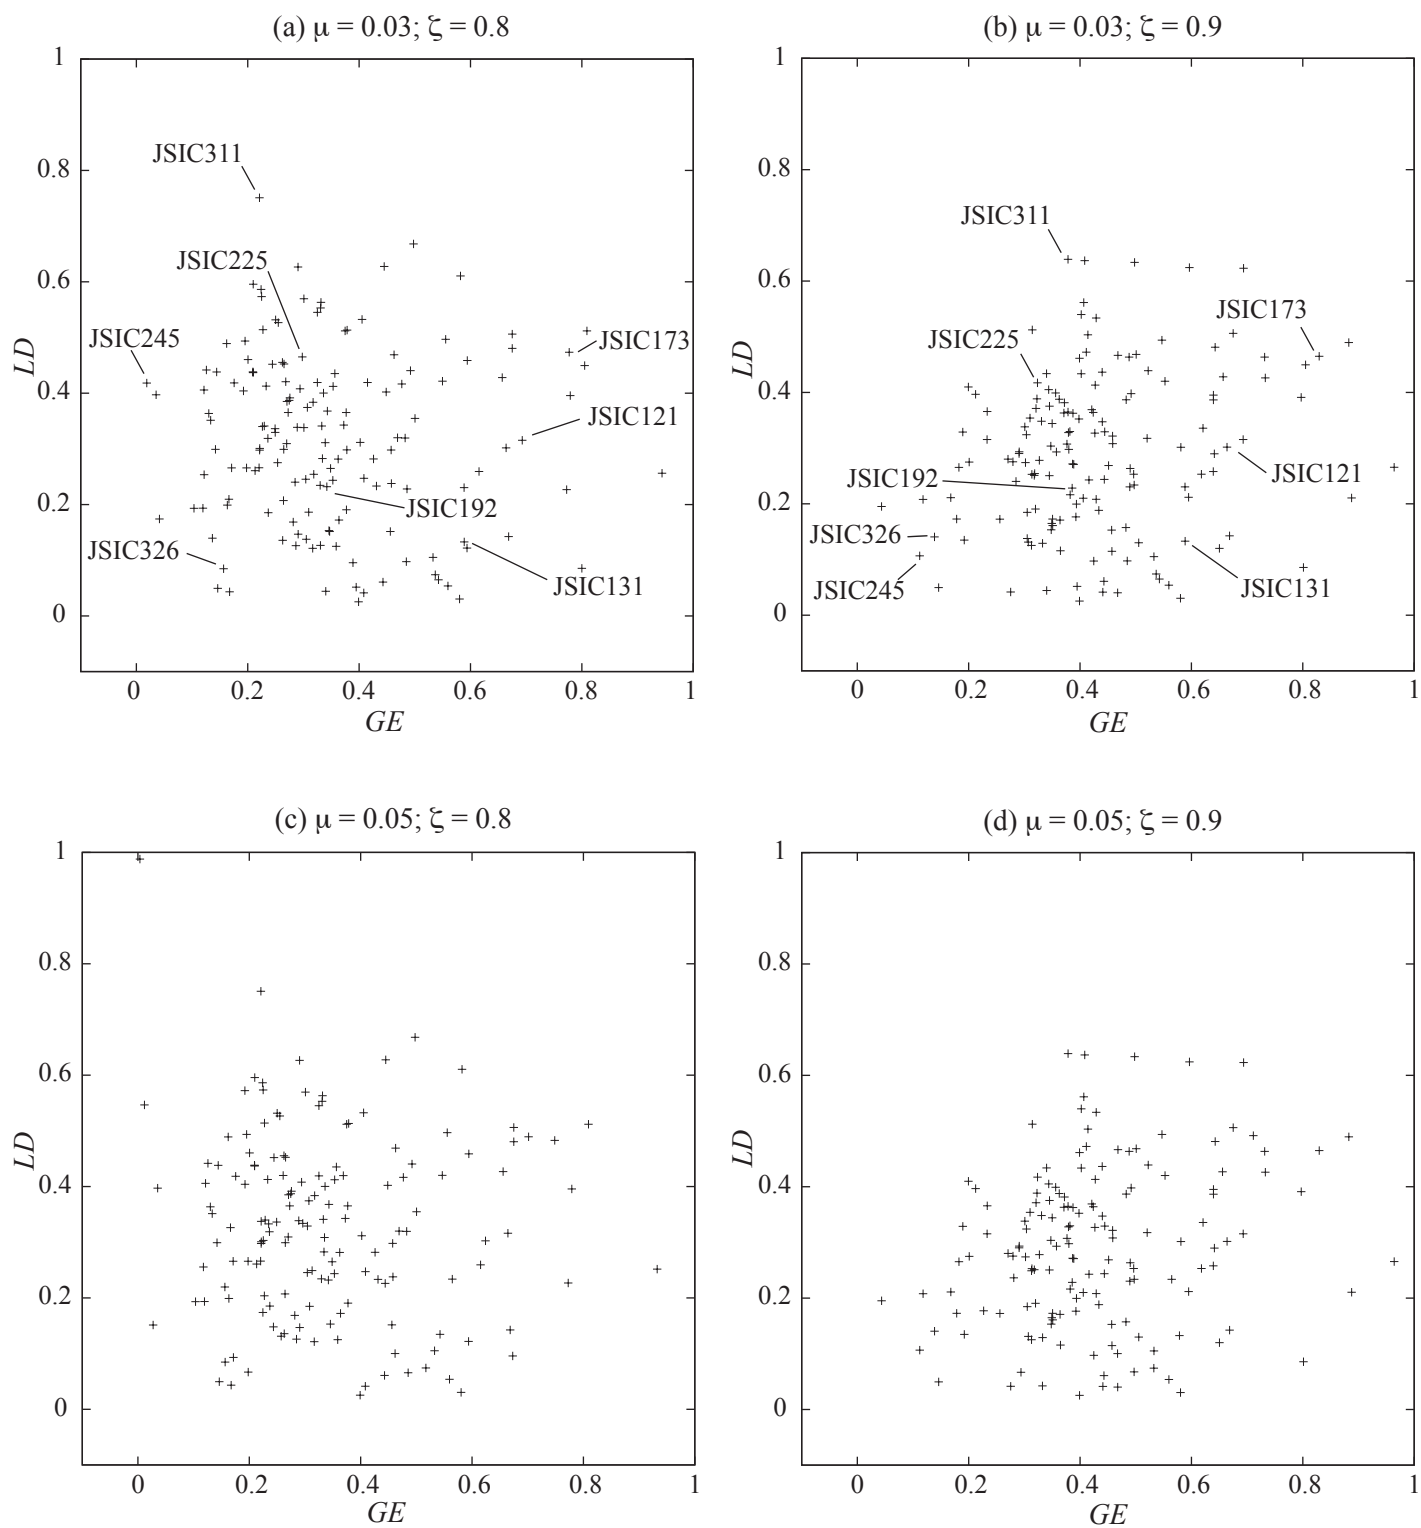 (a) μ = 0.03; ζ = 0.8
1
0.8
0.6
0.4
0.2
0
LD
JSIC311
JSIC225
JSIC245
JSIC173
JSIC121
JSIC192
JSIC326
JSIC131
0 0.2 0.4 0.6 0.8 1
GE
(b) μ = 0.03; ζ = 0.9
1
0.8
0.6
0.4
0.2
0
LD
JSIC311
JSIC173
JSIC225
JSIC121
JSIC192
JSIC326
JSIC245
JSIC131
0 0.2 0.4 0.6 0.8 1
GE
(c) μ = 0.05; ζ = 0.8
1
0.8
0.6
0.4
0.2
0
LD
0 0.2 0.4 0.6 0.8 1
GE
(d) μ = 0.05; ζ = 0.9
1
0.8
0.6
0.4
0.2
0
LD
0 0.2 0.4 0.6 0.8 1
GE